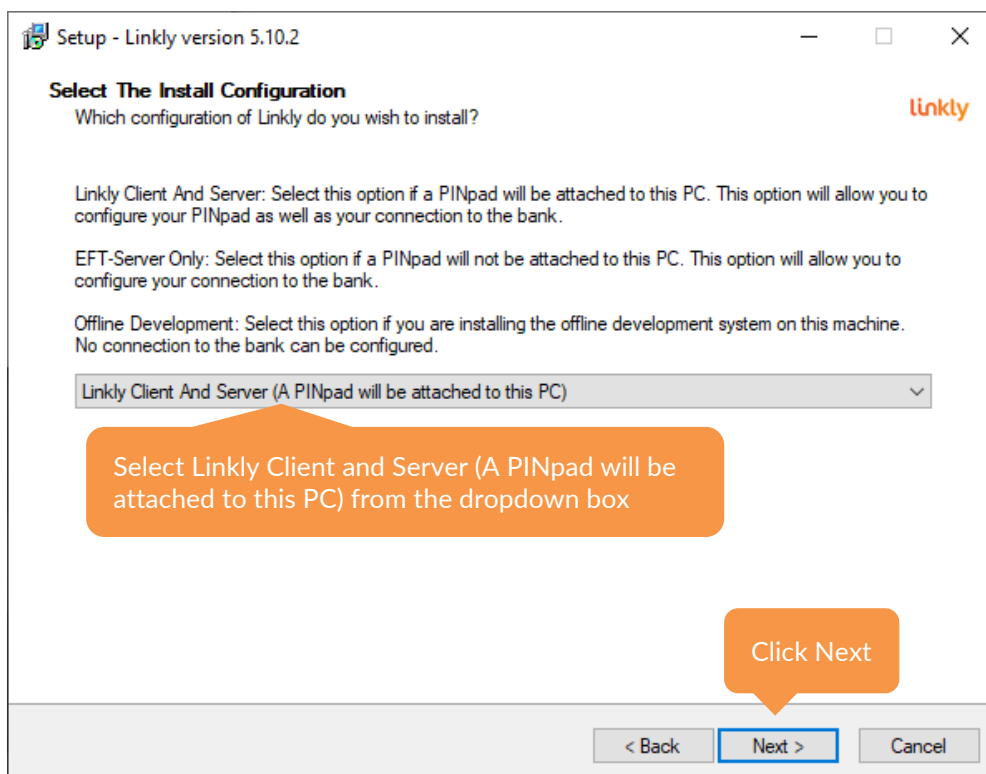 Setup - Linkly version 5.10.2
Select The Install Configuration
Which configuration of Linkly do you wish to install?
linkly
Linkly Client And Server: Select this option if a PINpad will be attached to this PC. This option will allow you to
configure your PINpad as well as your connection to the bank.
EFT-Server Only: Select this option if a PINpad will not be attached to this PC. This option will allow you to
configure your connection to the bank.
Offline Development: Select this option if you are installing the offline development system on this machine.
No connection to the bank can be configured.
Linkly Client And Server (A PINpad will be attached to this PC)
Select Linkly Client and Server (A PINpad will be
attached to this PC) from the dropdown box
Click Next
< Back Next > Cancel